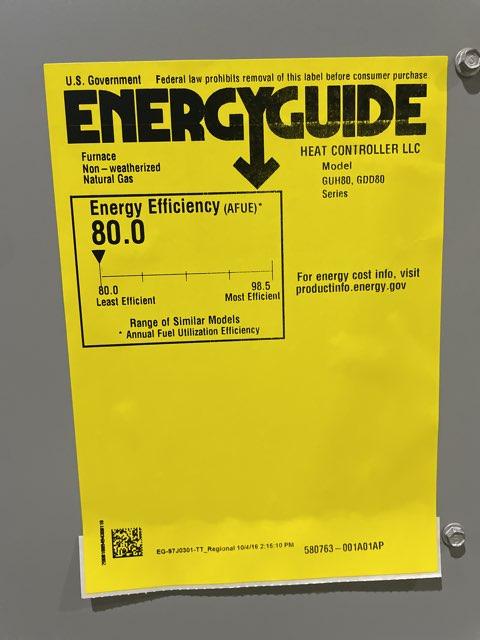 U.S. Government Federal law prohibits removal of this label before consumer purchase.
ENERGYGUIDE
Furnace
Non-weatherized
Natural Gas
HEAT CONTROLLER LLC
Model
GUH80, GDD80
Series
Energy Efficiency (AFUE)*
80.0
80.0 98.5
Least Efficient Most Efficient
Range of Similar Models
* Annual Fuel Utilization Efficiency
For energy cost info, visit
productinfo.energy.gov
EG-97J0301-TT_Regional 10/4/16 2:15:10 PM
580763-001A01AP